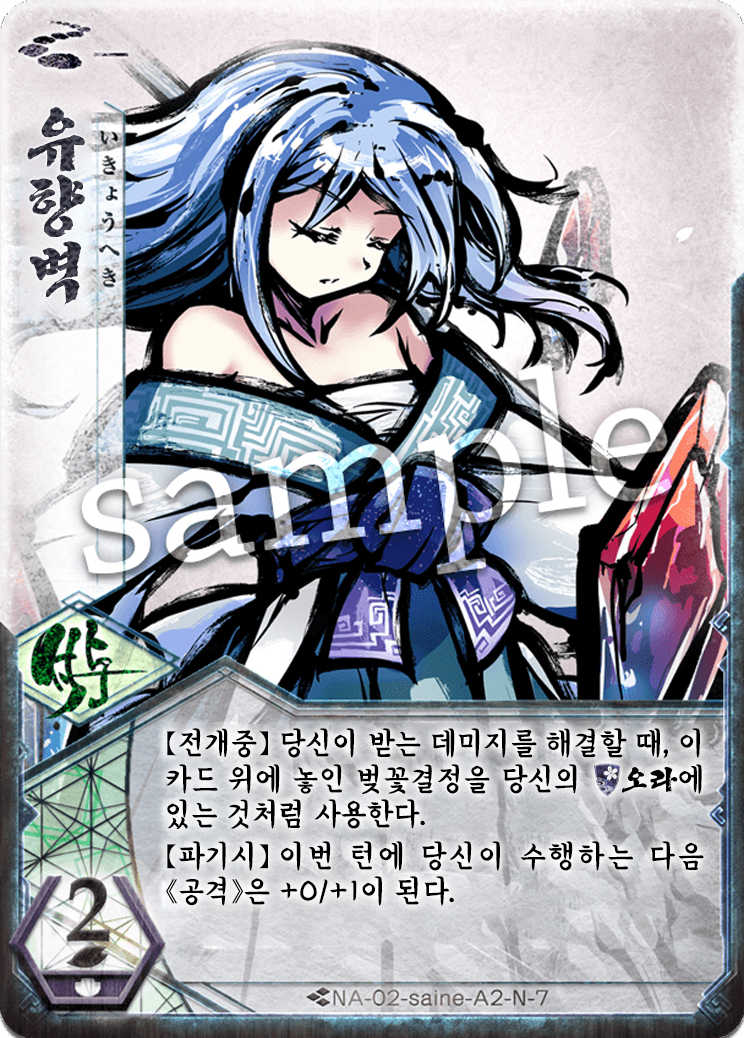 유향벽
いきょうへき
sample
【전개중】당신이 받는 데미지를 해결할 때, 이
카드 위에 놓인 벚꽃결정을 당신의 오라에
있는 것처럼 사용한다.
【파기시】이번 턴에 당신이 수행하는 다음
《공격》은 +0/+1이 된다.
2
NA-02-saine-A2-N-7